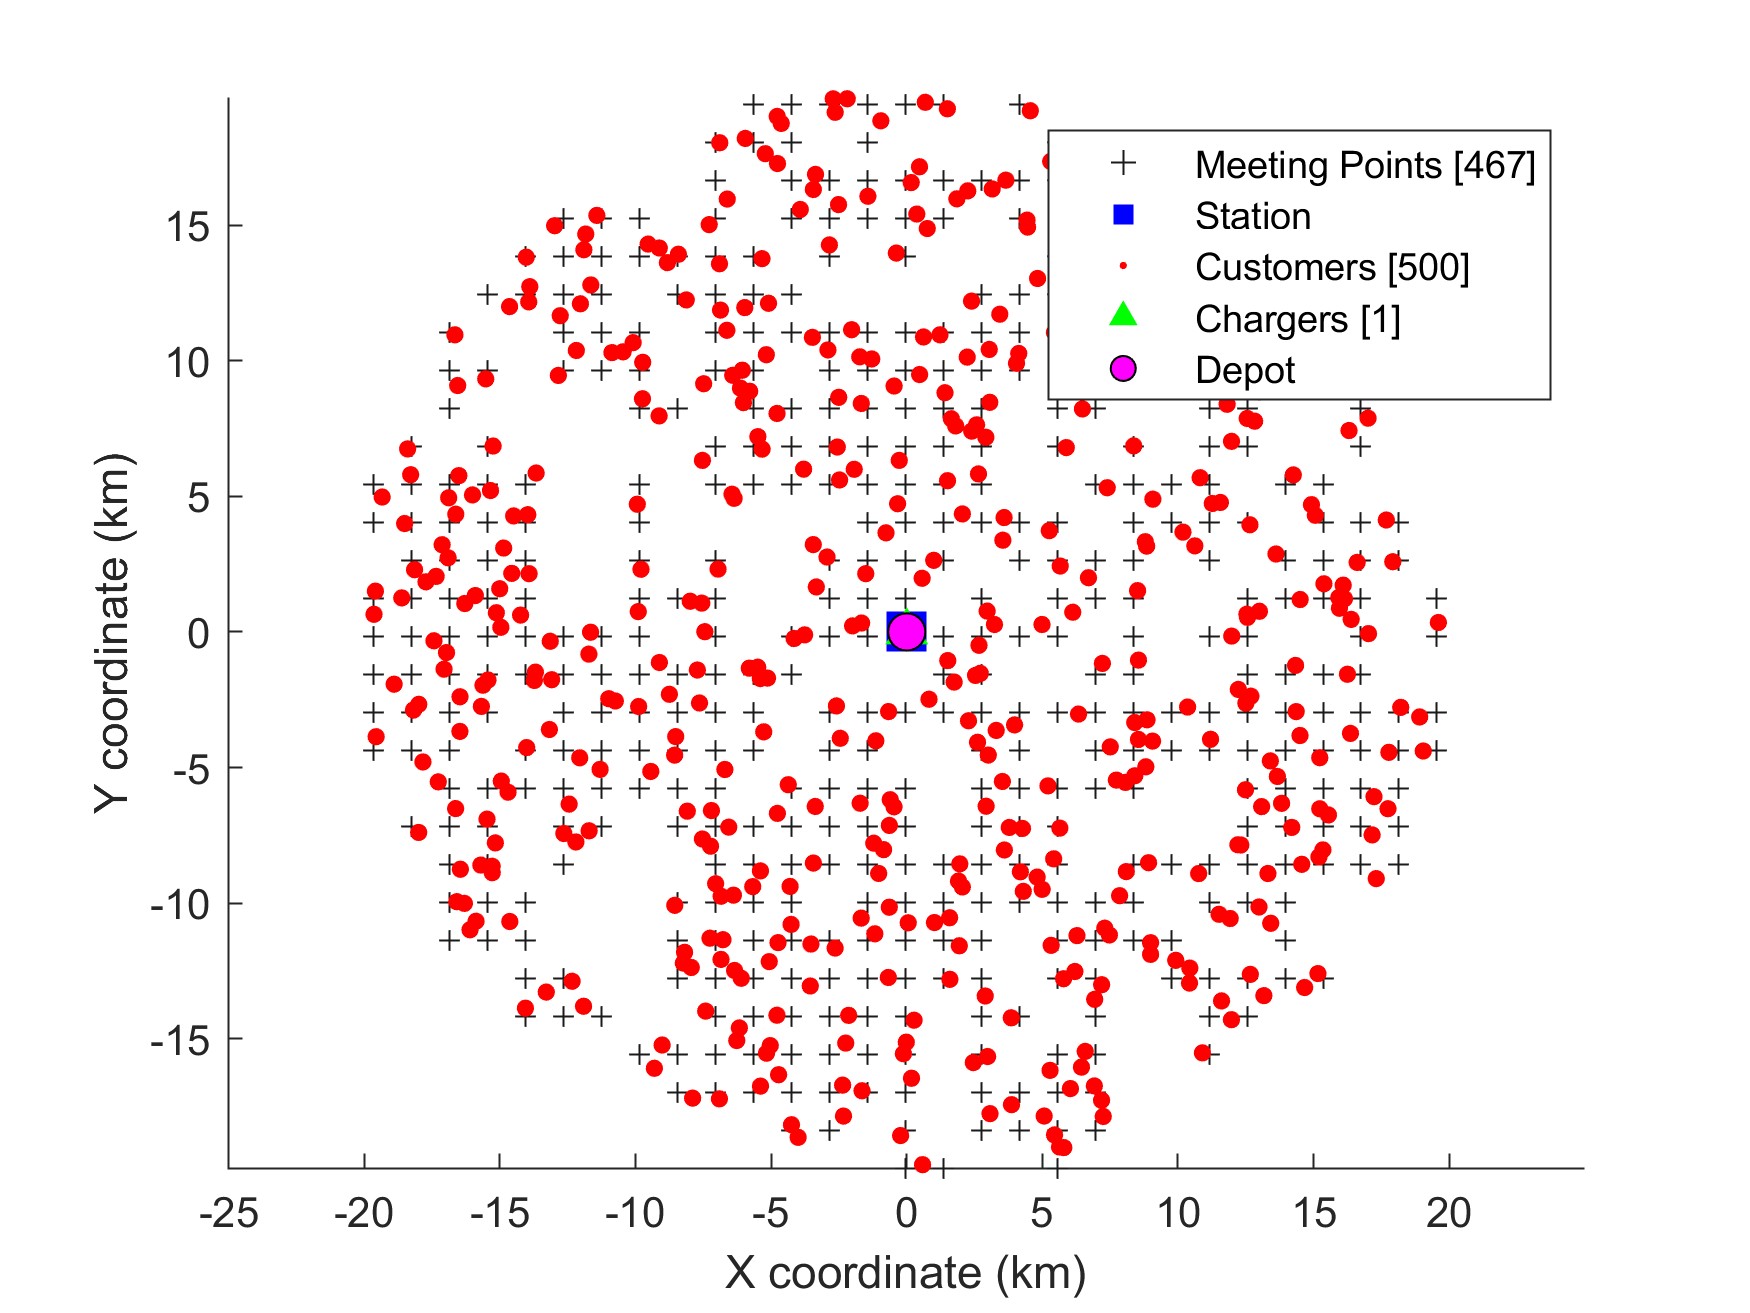 Meeting Points [467]
Station
Customers [500]
Chargers [1]
Depot
Y coordinate (km)
15
10
5
0
-5
-10
-15
-25 -20 -15 -10 -5 0 5 10 15 20
X coordinate (km)